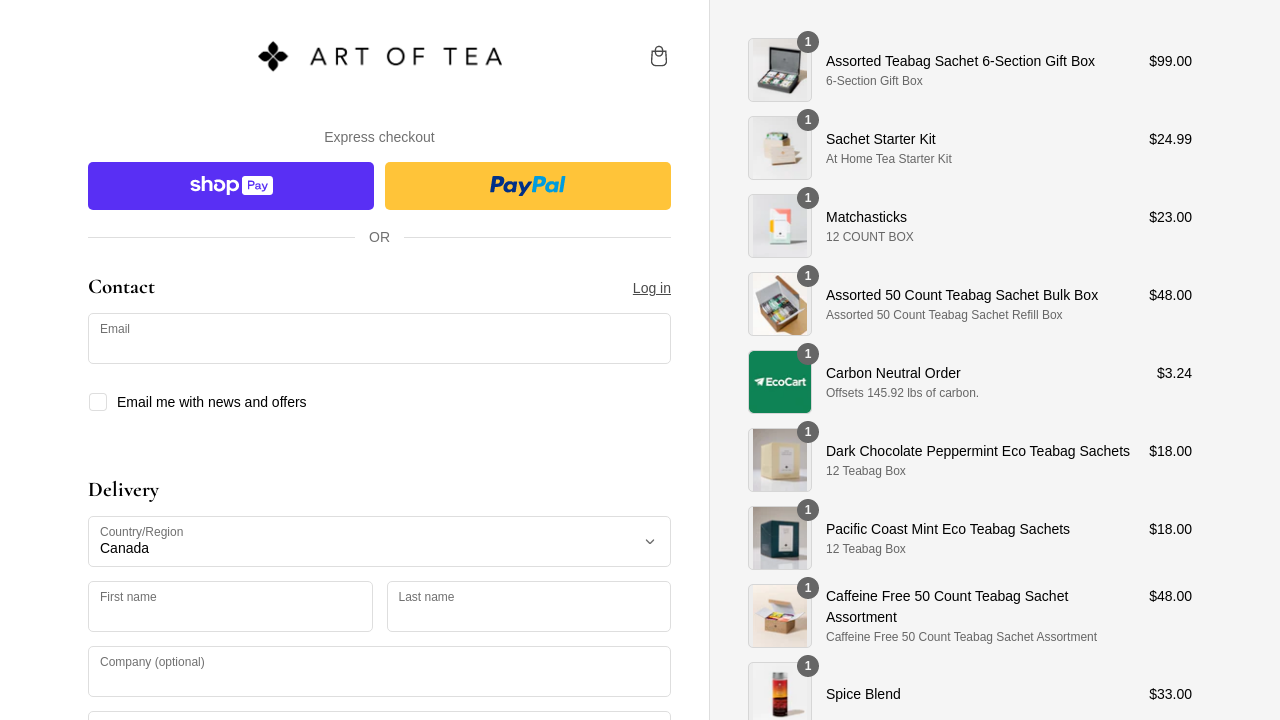 ART OF TEA
Express checkout
shop Pay
PayPal
OR
Contact
Log in
Email
Email me with news and offers
Delivery
Country/Region
Canada
First name
Last name
Company (optional)
1
Assorted Teabag Sachet 6-Section Gift Box
$99.00
6-Section Gift Box
1
Sachet Starter Kit
$24.99
At Home Tea Starter Kit
1
Matchasticks
$23.00
12 COUNT BOX
1
Assorted 50 Count Teabag Sachet Bulk Box
$48.00
Assorted 50 Count Teabag Sachet Refill Box
1
EcoCart
Carbon Neutral Order
$3.24
Offsets 145.92 lbs of carbon.
1
Dark Chocolate Peppermint Eco Teabag Sachets
$18.00
12 Teabag Box
1
Pacific Coast Mint Eco Teabag Sachets
$18.00
12 Teabag Box
1
Caffeine Free 50 Count Teabag Sachet
Assortment
$48.00
Caffeine Free 50 Count Teabag Sachet Assortment
1
Spice Blend
$33.00